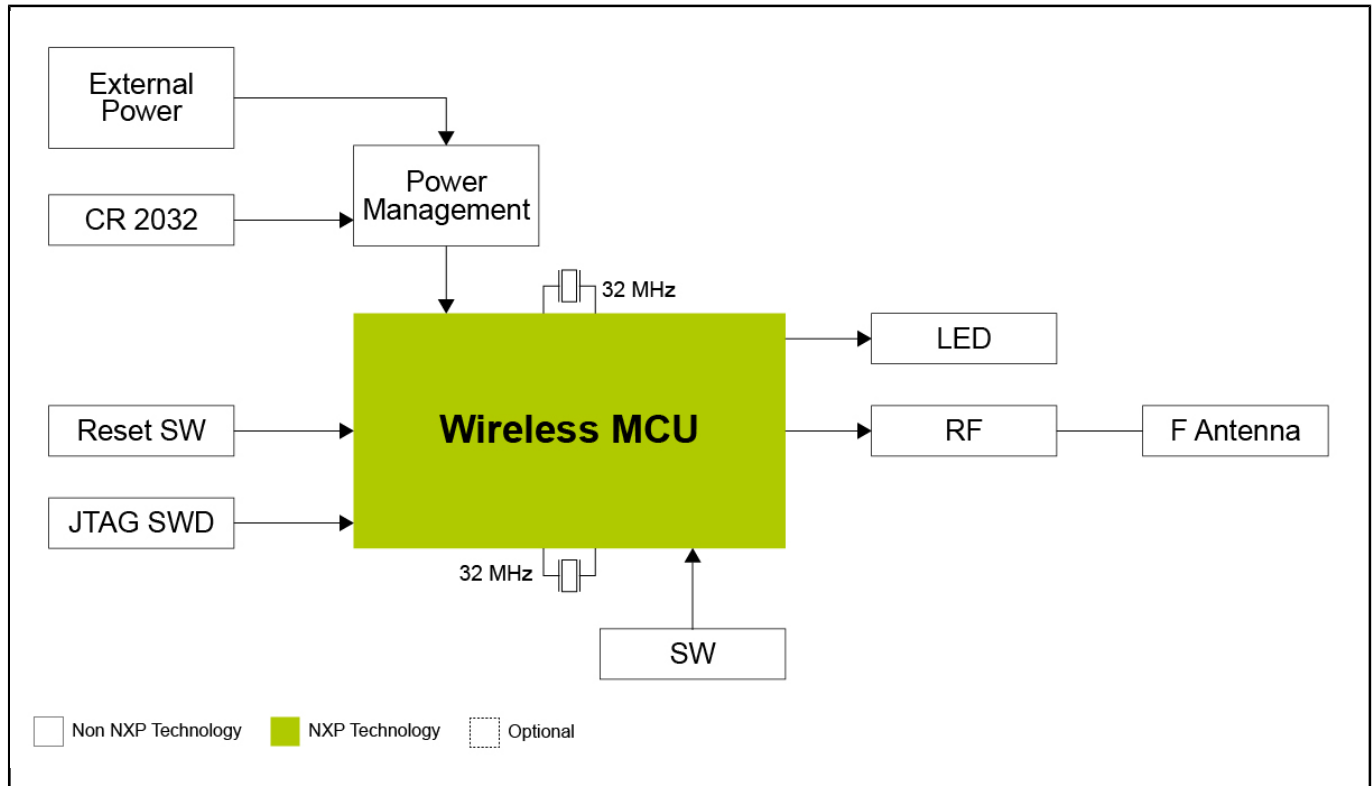 External
Power
Power
Management
CR 2032
32 MHz
LED
Wireless MCU
Reset SW
RF
F Antenna
JTAG SWD
32 MHz
SW
Non NXP Technology
NXP Technology
Optional